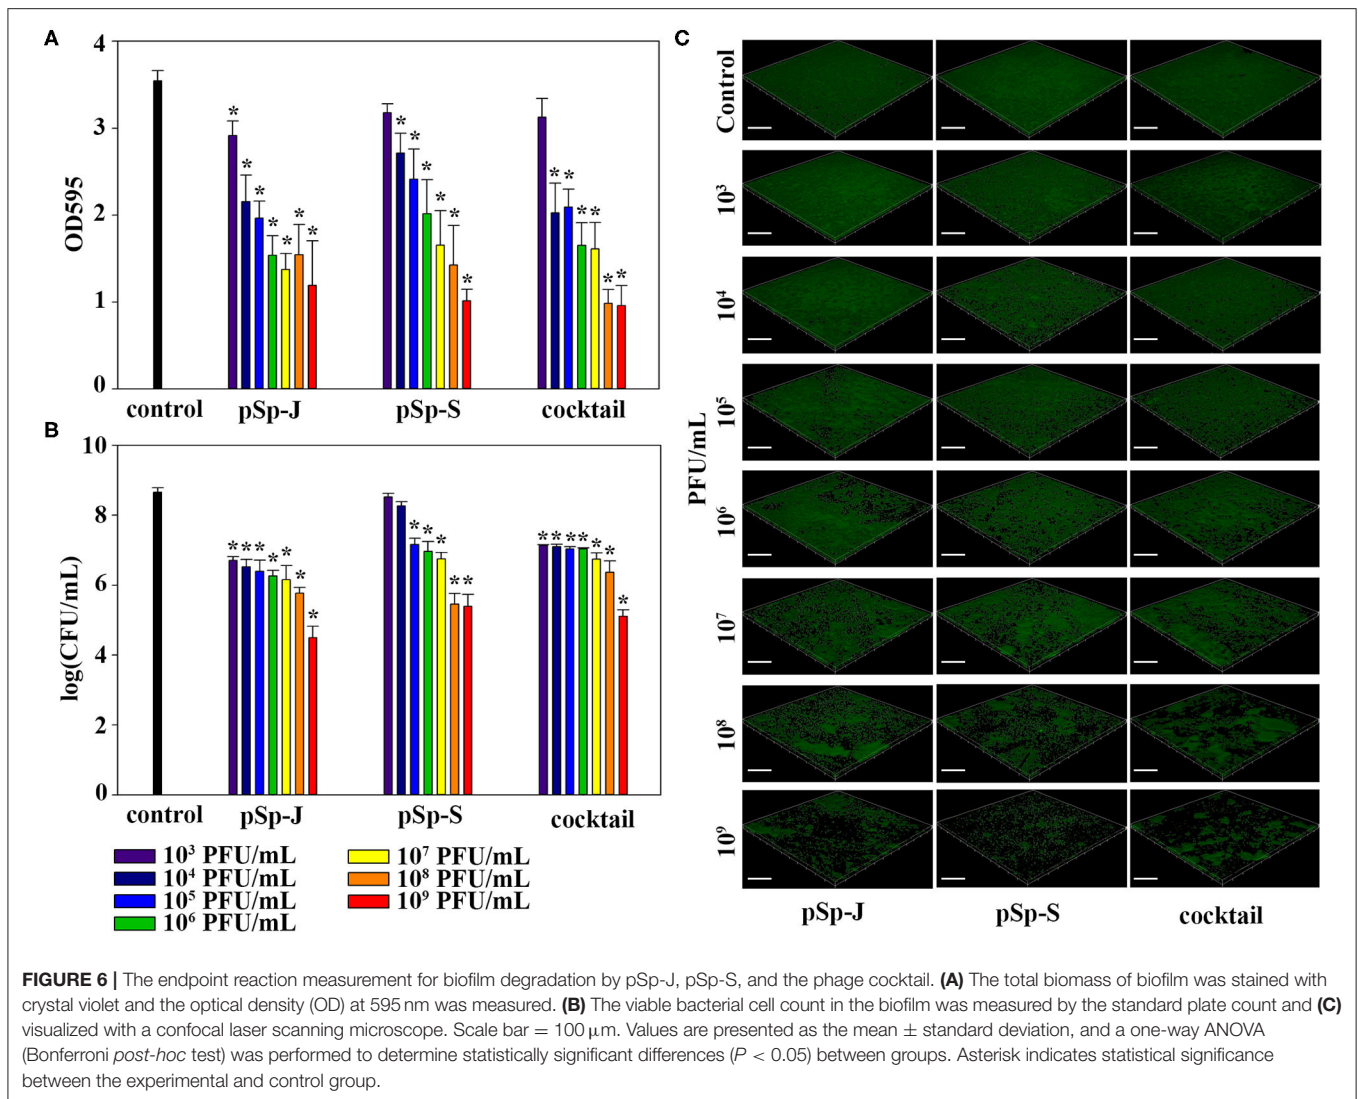 A
4
3
2
1
0
OD595
* * * * * * *
* * * * * *
* * * * * *
control pSp-J pSp-S cocktail
B
10
8
6
4
2
0
log(CFU/mL)
* * * * * * *
* * * * *
* * * * * * *
control pSp-J pSp-S cocktail
10³ PFU/mL
10⁴ PFU/mL
10⁵ PFU/mL
10⁶ PFU/mL
10⁷ PFU/mL
10⁸ PFU/mL
10⁹ PFU/mL
C
PFU/mL
Control
10³
10⁴
10⁵
10⁶
10⁷
10⁸
10⁹
pSp-J pSp-S cocktail
FIGURE 6 | The endpoint reaction measurement for biofilm degradation by pSp-J, pSp-S, and the phage cocktail. (A) The total biomass of biofilm was stained with
crystal violet and the optical density (OD) at 595 nm was measured. (B) The viable bacterial cell count in the biofilm was measured by the standard plate count and (C)
visualized with a confocal laser scanning microscope. Scale bar = 100 μm. Values are presented as the mean ± standard deviation, and a one-way ANOVA
(Bonferroni post-hoc test) was performed to determine statistically significant differences (P < 0.05) between groups. Asterisk indicates statistical significance
between the experimental and control group.